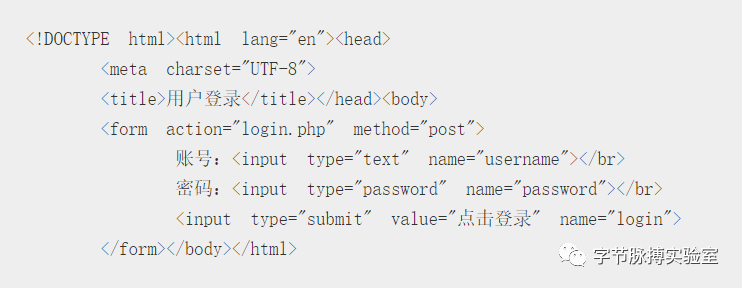 <!DOCTYPE html><html lang="en"><head>
<meta charset="UTF-8">
<title>用户登录</title></head><body>
<form action="login.php" method="post">
账号：<input type="text" name="username"></br>
密码：<input type="password" name="password"></br>
<input type="submit" value="点击登录" name="login">
</form></body></html>
字节脉搏实验室